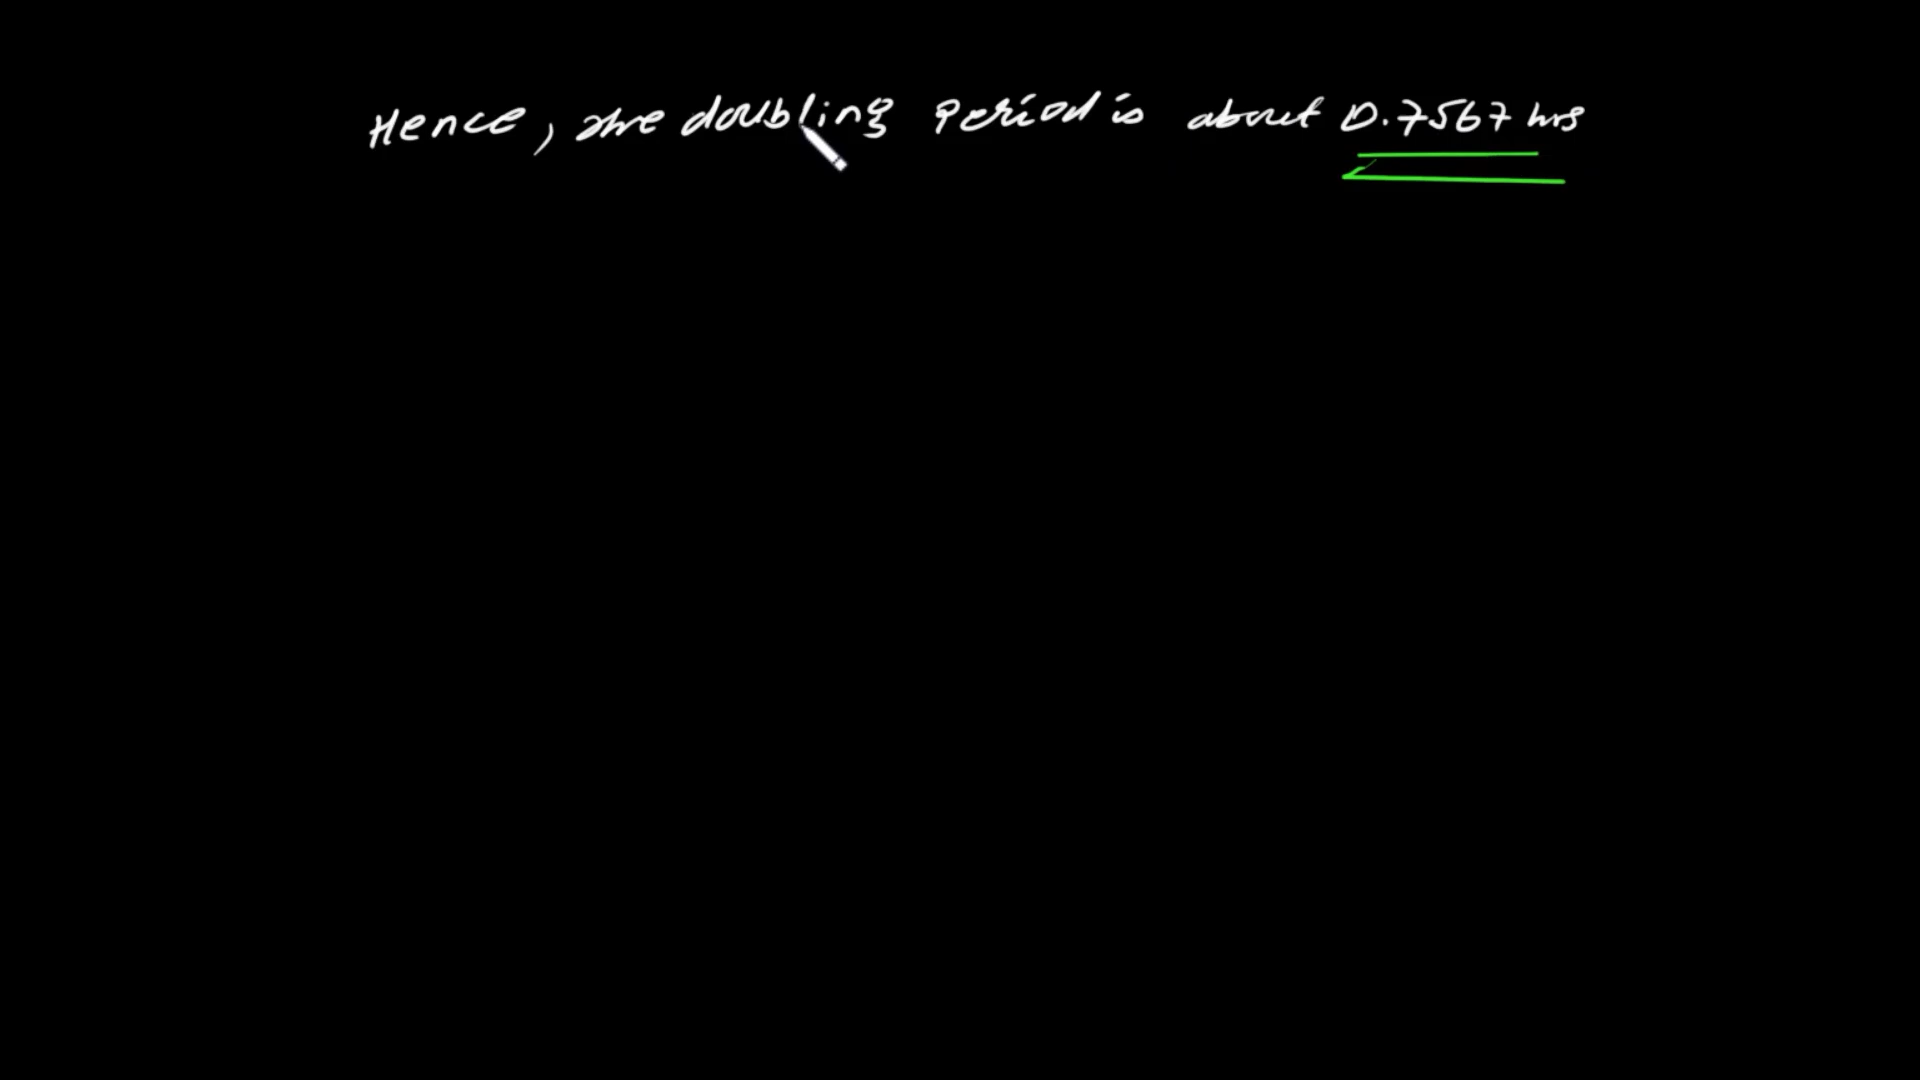 Hence, the doubling period is about 0.7567 hrs